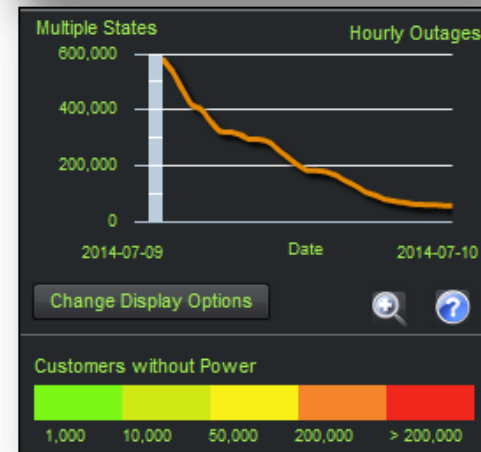 Multiple States
Hourly Outages
600,000
400,000
200,000
0
2014-07-09
Date
2014-07-10
Change Display Options
?
Customers without Power
1,000 10,000 50,000 200,000 > 200,000